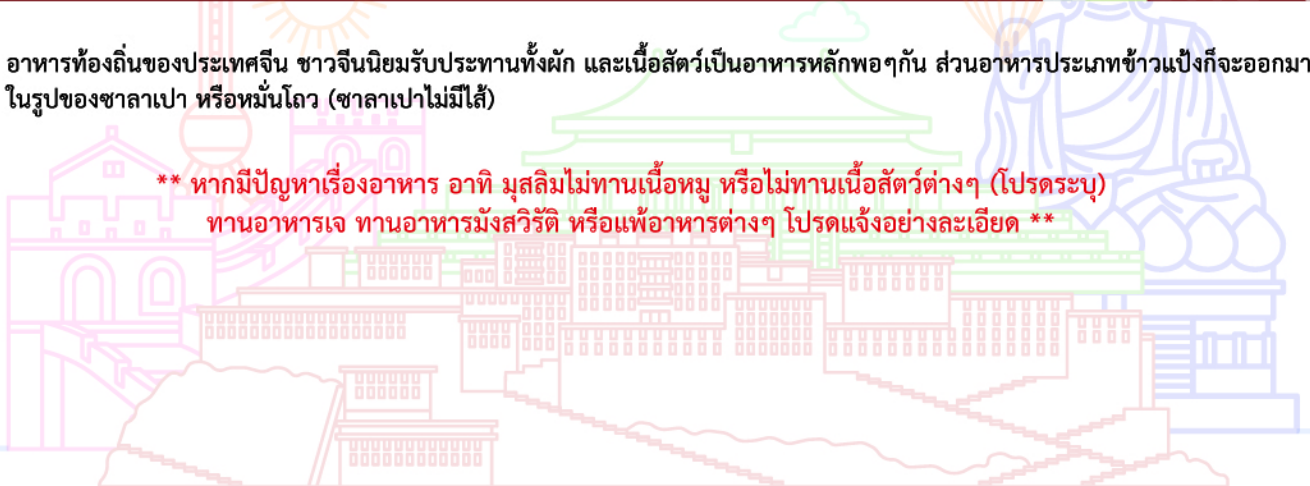 อาหารท้องถิ่นของประเทศจีน ชาวจีนนิยมรับประทานทั้งผัก และเนื้อสัตว์เป็นอาหารหลักพอๆกัน ส่วนอาหารประเภทข้าวแป้งก็จะออกมา
ในรูปของซาลาเปา หรือหมั่นโถว (ซาลาเปาไม่มีไส้)
** หากมีปัญหาเรื่องอาหาร อาทิ มุสลิมไม่ทานเนื้อหมู หรือไม่ทานเนื้อสัตว์ต่างๆ (โปรดระบุ)
ทานอาหารเจ ทานอาหารมังสวิรัติ หรือแพ้อาหารต่างๆ โปรดแจ้งอย่างละเอียด **